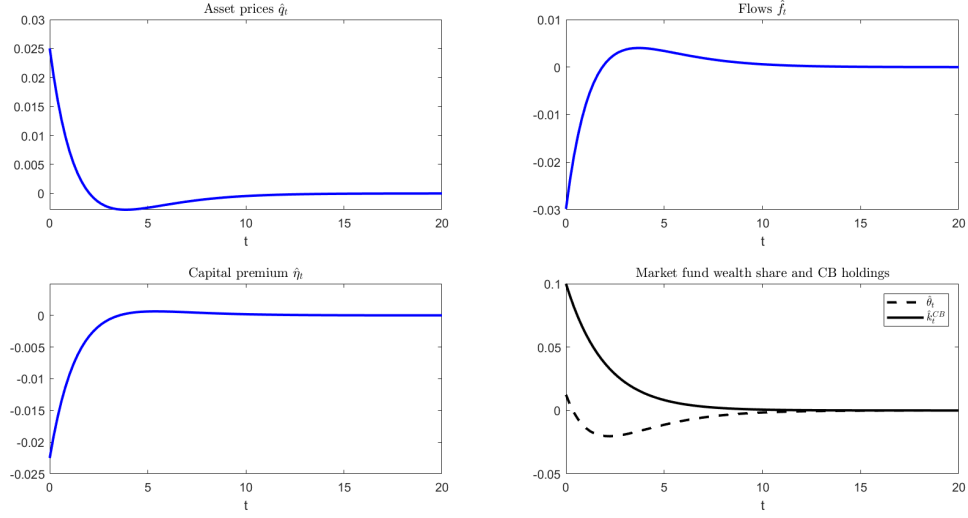 Asset prices q̂_t
0.03
0.025
0.02
0.015
0.01
0.005
0
0 5 10 15 20
t
Flows f̂_t
0.01
0
-0.01
-0.02
-0.03
0 5 10 15 20
t
Capital premium η̂_t
0
-0.005
-0.01
-0.015
-0.02
-0.025
0 5 10 15 20
t
Market fund wealth share and CB holdings
0.1
0.05
0
-0.05
θ̂_t
k̂_t^CB
0 5 10 15 20
t